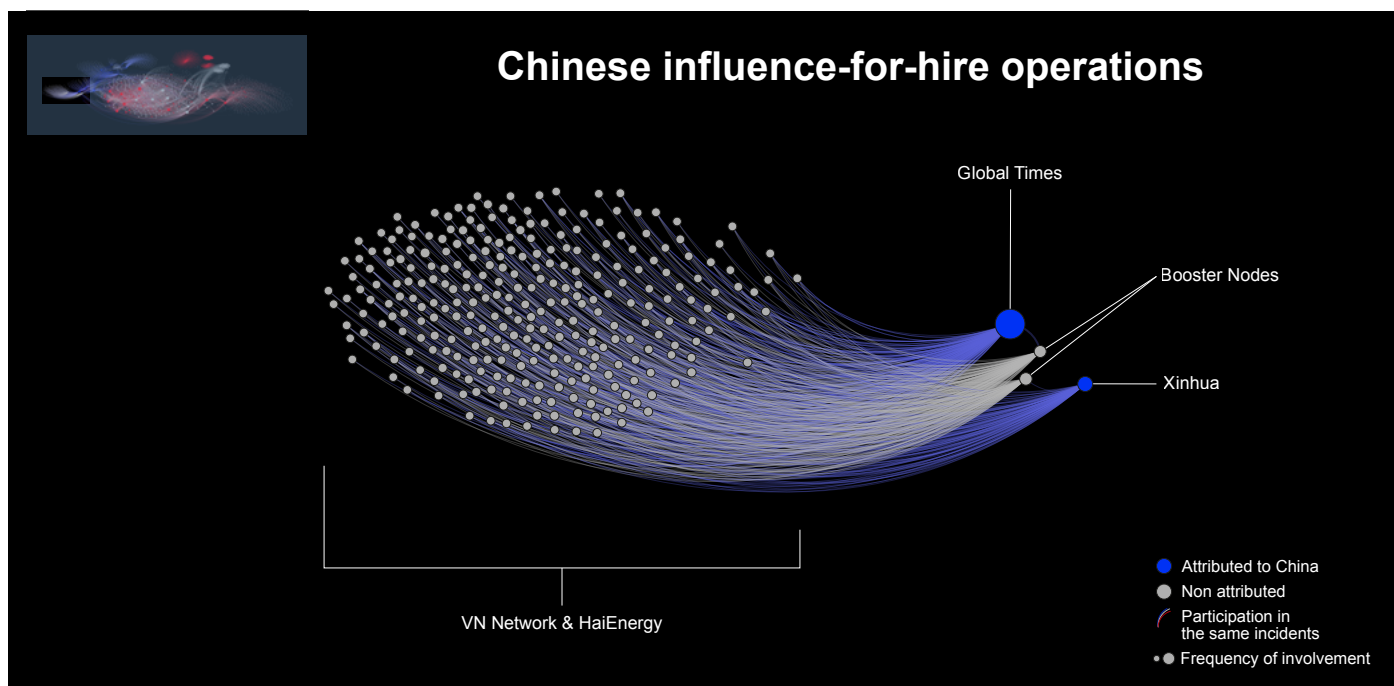 Chinese influence-for-hire operations
Global Times
Booster Nodes
Xinhua
VN Network & HaiEnergy
Attributed to China
Non attributed
Participation in
the same incidents
Frequency of involvement